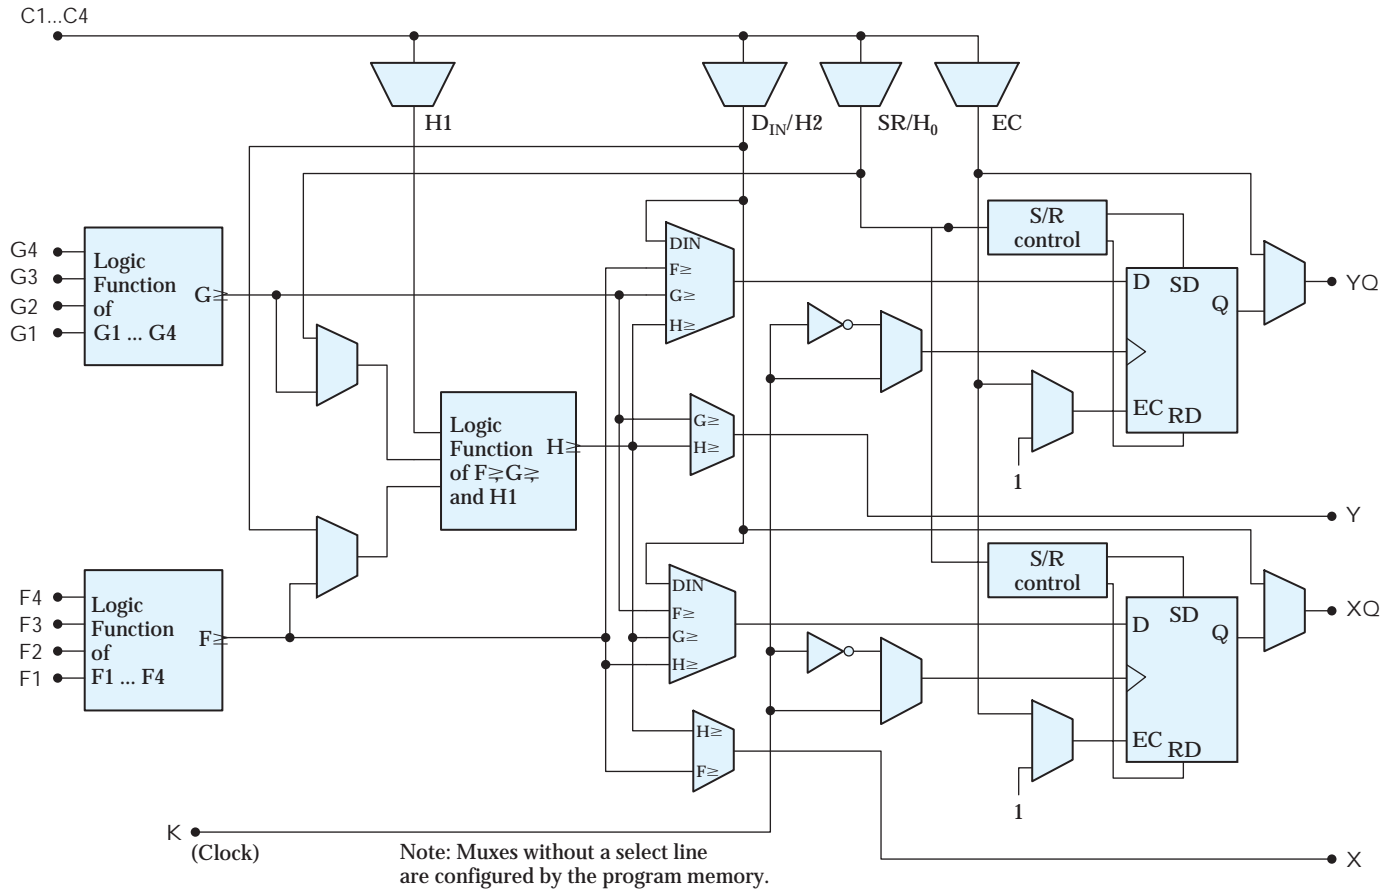 C1...C4
H1
D_IN/H2
SR/H_0
EC
G4
G3
G2
G1
Logic
Function
of
G1 ... G4
G≥
DIN
F≥
G≥
H≥
S/R
control
D
SD
Q
EC
RD
YQ
1
Logic
Function
of F≥,G≥,
and H1
H≥
G≥
H≥
Y
F4
F3
F2
F1
Logic
Function
of
F1 ... F4
F≥
DIN
F≥
G≥
H≥
S/R
control
D
SD
Q
EC
RD
XQ
1
H≥
F≥
K
(Clock)
X
Note: Muxes without a select line
are configured by the program memory.